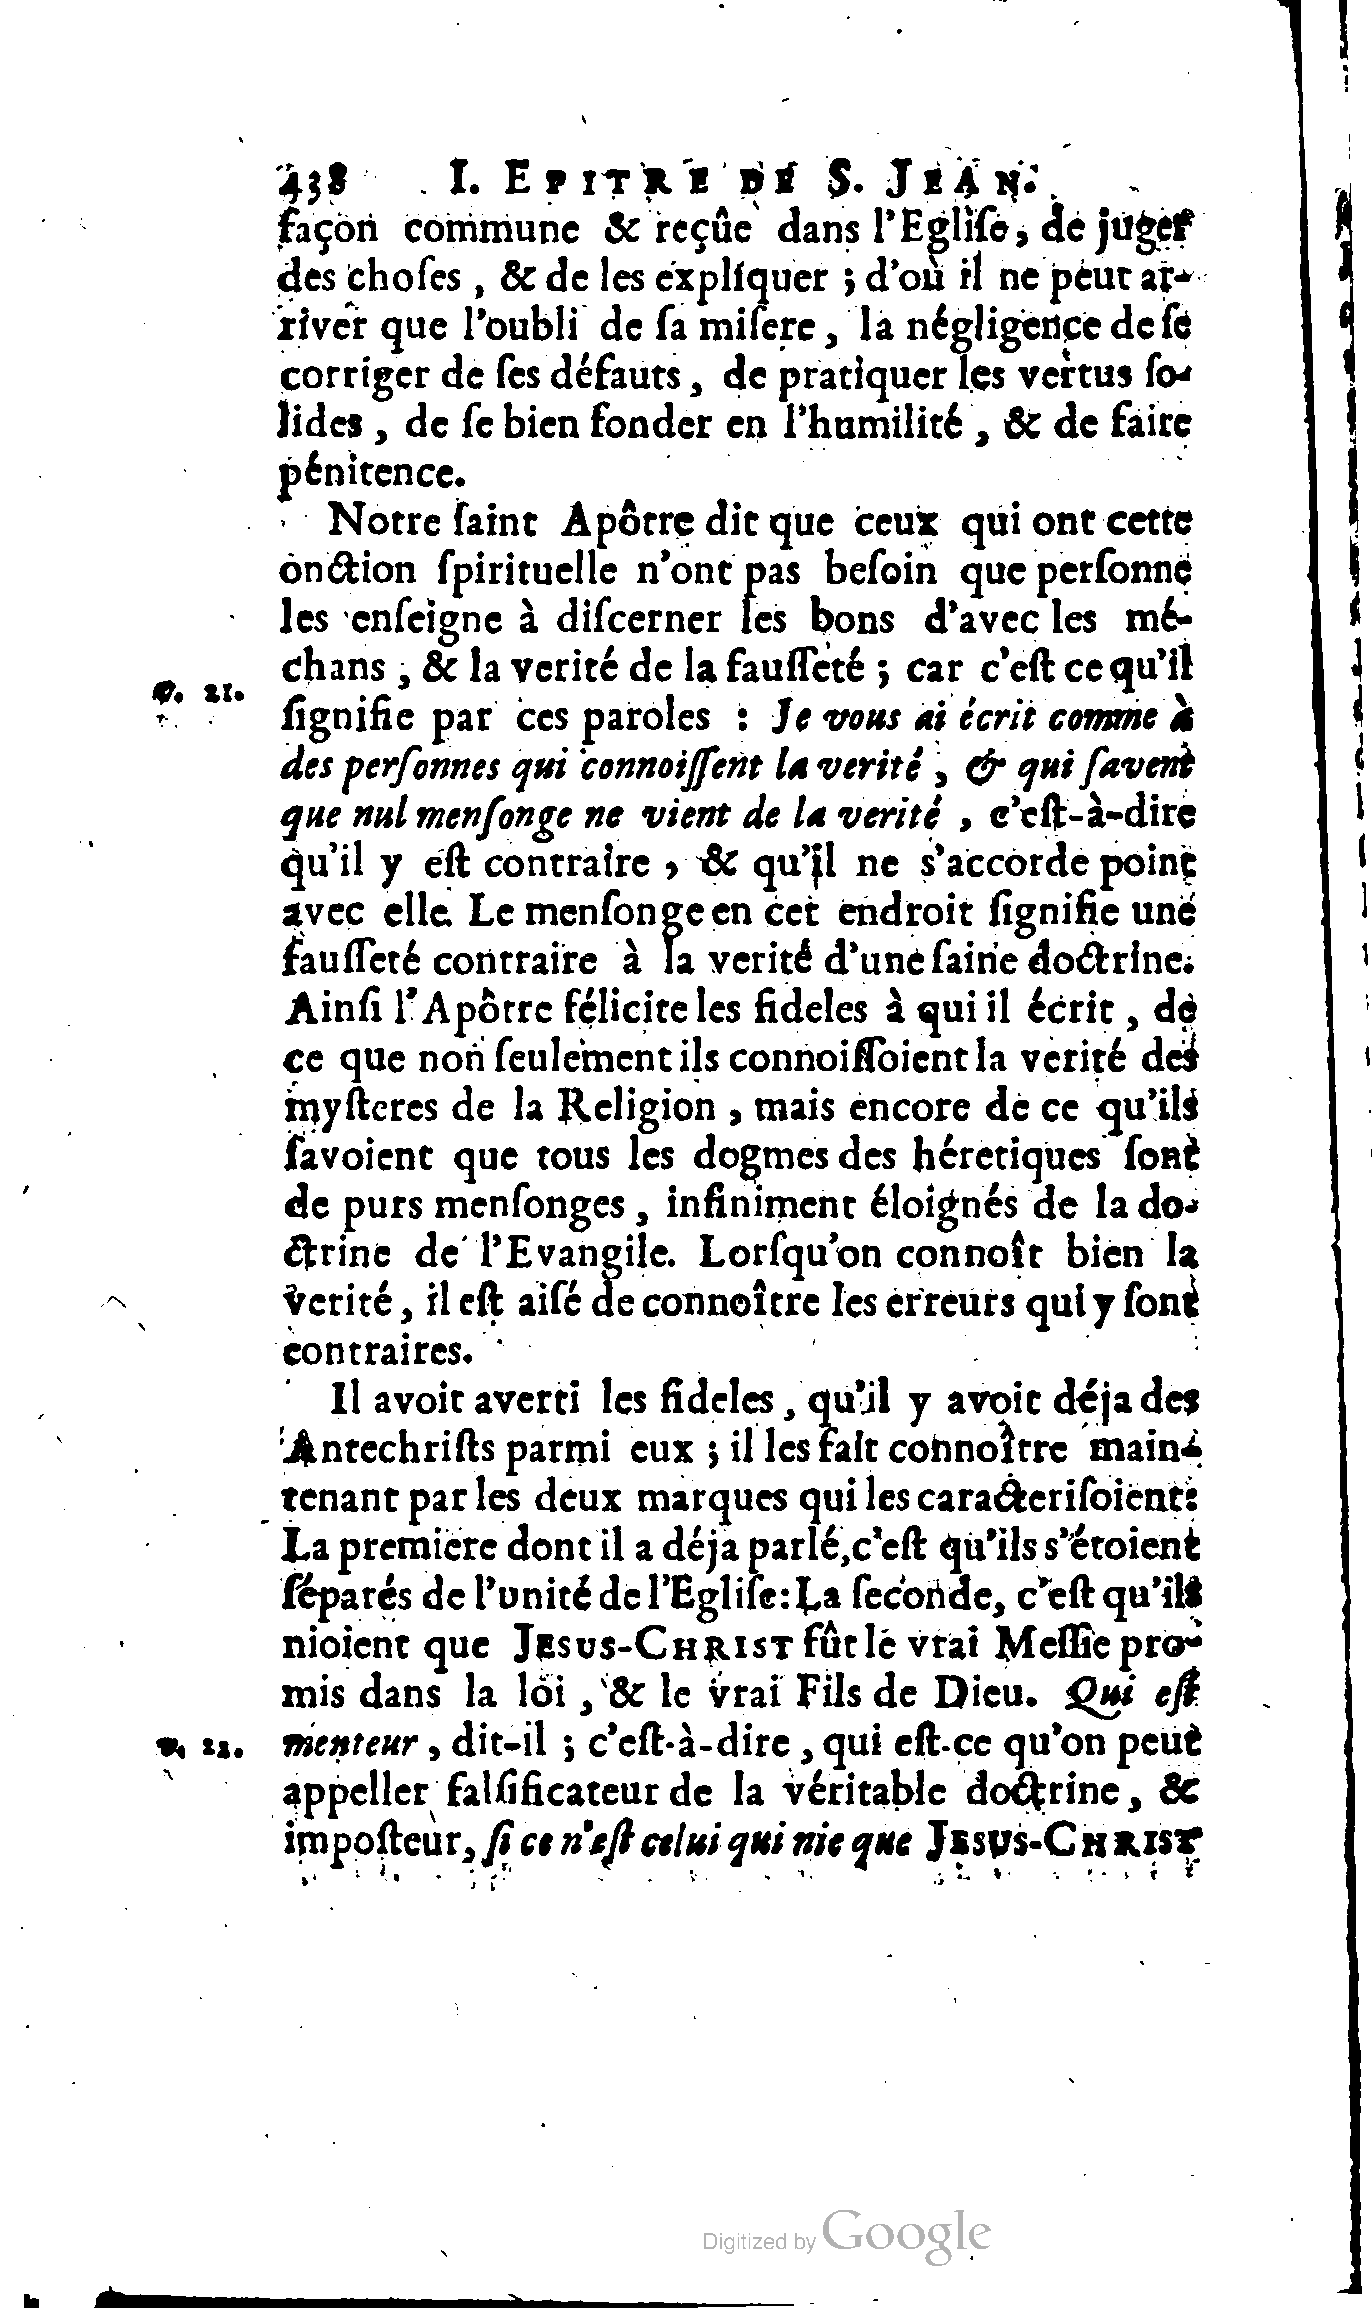 438 I. EPITRE DE S. JEAN.
façon commune & reçûe dans l'Egliſe, de juger
des choſes, & de les expliquer ; d'où il ne peut ar-
river que l'oubli de ſa miſere, la négligence de ſe
corriger de ſes défauts, de pratiquer les vertus ſo-
lides, de ſe bien fonder en l'humilité, & de faire
pénitence.
Notre ſaint Apôtre dit que ceux qui ont cette
onction ſpirituelle n'ont pas beſoin que perſonne
les enſeigne à diſcerner les bons d'avec les mé-
chans, & la verité de la fauſſeté ; car c'eſt ce qu'il
v. 21.
ſignifie par ces paroles : Je vous ai écrit comme à
des perſonnes qui connoiſſent la verité, & qui ſavent
que nul menſonge ne vient de la verité, c'eſt-à-dire
qu'il y eſt contraire, & qu'il ne s'accorde point
avec elle. Le menſonge en cet endroit ſignifie une
fauſſeté contraire à la verité d'une ſaine doctrine.
Ainſi l'Apôtre félicite les fideles à qui il écrit, de
ce que non ſeulement ils connoiſſoient la verité des
myſteres de la Religion, mais encore de ce qu'ils
ſavoient que tous les dogmes des héretiques ſont
de purs menſonges, infiniment éloignés de la do-
ctrine de l'Evangile. Lorſqu'on connoît bien la
verité, il eſt aiſé de connoître les erreurs qui y ſont
contraires.
Il avoit averti les fideles, qu'il y avoit déja des
Antechriſts parmi eux ; il les fait connoître main-
tenant par les deux marques qui les caracteriſoient:
La premiere dont il a déja parlé, c'eſt qu'ils s'étoient
ſéparés de l'unité de l'Egliſe: La ſeconde, c'eſt qu'ils
nioient que JESUS-CHRIST fût le vrai Meſſie pro-
mis dans la loi, & le vrai Fils de Dieu. Qui eſt
v. 22.
menteur, dit-il ; c'eſt-à-dire, qui eſt-ce qu'on peut
appeller falſificateur de la véritable doctrine, &
impoſteur, ſi ce n'eſt celui qui nie que JESUS-CHRIST
Digitized by Google